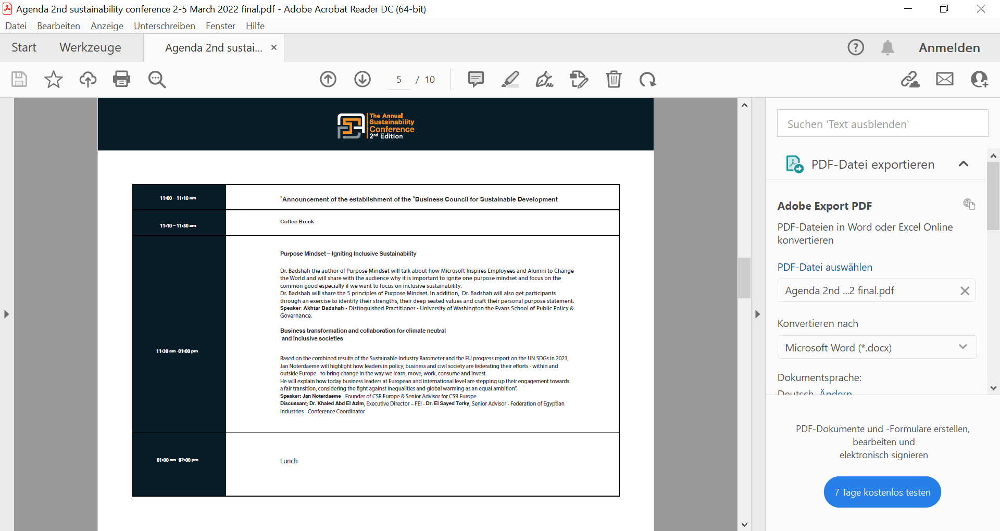 Agenda 2nd sustainability conference 2-5 March 2022 final.pdf - Adobe Acrobat Reader DC (64-bit)
Datei Bearbeiten Anzeige Unterschreiben Fenster Hilfe
Start Werkzeuge Agenda 2nd sustai... × Anmelden
5 / 10
The Annual
Sustainability
Conference
2nd Edition
11:00 – 11:10 am
"Announcement of the establishment of the "Business Council for Sustainable Development
11:10 – 11:30 am
Coffee Break
11:30 am -01:00 pm
Purpose Mindset – Igniting Inclusive Sustainability
Dr. Badshah the author of Purpose Mindset will talk about how Microsoft Inspires Employees and Alumni to Change
the World and will share with the audience why it is important to ignite one purpose mindset and focus on the
common good especially if we want to focus on inclusive sustainability.
Dr. Badshah will share the 5 principles of Purpose Mindset. In addition, Dr. Badshah will also get participants
through an exercise to identify their strengths, their deep seated values and craft their personal purpose statement.
Speaker: Akhtar Badshah - Distinguished Practitioner - University of Washington the Evans School of Public Policy &
Governance.
Business transformation and collaboration for climate neutral
and inclusive societies
Based on the combined results of the Sustainable Industry Barometer and the EU progress report on the UN SDGs in 2021,
Jan Noterdaeme will highlight how leaders in policy, business and civil society are federating their efforts - within and
outside Europe - to bring change in the way we learn, move, work, consume and invest.
He will explain how today business leaders at European and international level are stepping up their engagement towards
a fair transition, considering the fight against inequalities and global warming as an equal ambition".
Speaker: Jan Noterdaeme - Founder of CSR Europe & Senior Advisor for CSR Europe
Discussant: Dr. Khaled Abd El Azim, Executive Director – FEI - Dr. El Sayed Torky, Senior Advisor - Federation of Egyptian
Industries - Conference Coordinator
01:00 am -02:00 pm
Lunch
Suchen 'Text ausblenden'
PDF-Datei exportieren
Adobe Export PDF
PDF-Dateien in Word oder Excel Online
konvertieren
PDF-Datei auswählen
Agenda 2nd ...2 final.pdf
Konvertieren nach
Microsoft Word (*.docx)
Dokumentsprache:
Deutsch Ändern
PDF-Dokumente und -Formulare erstellen,
bearbeiten und
elektronisch signieren
7 Tage kostenlos testen